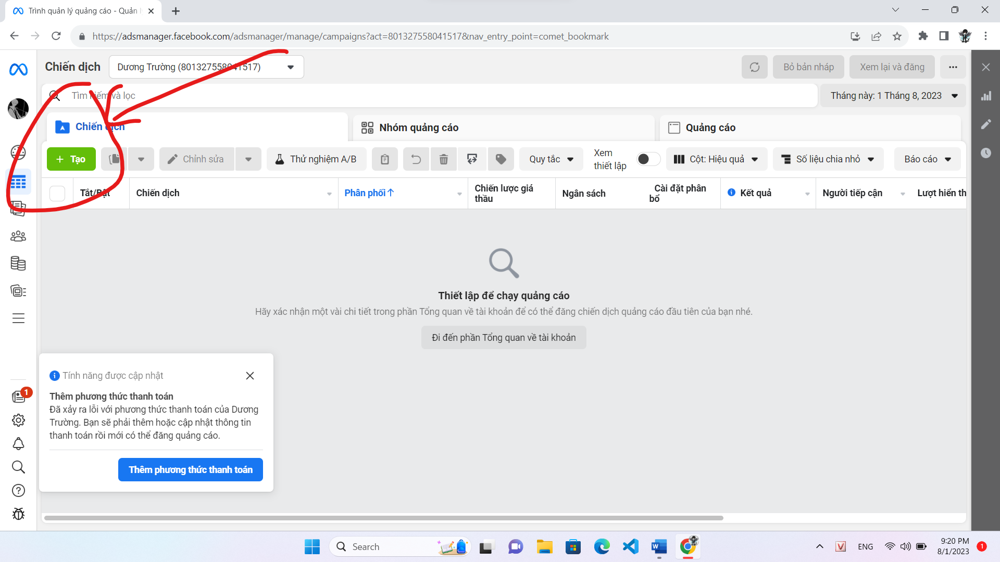 Trình quản lý quảng cáo - Quản
https://adsmanager.facebook.com/adsmanager/manage/campaigns?act=801327558041517&nav_entry_point=comet_bookmark
Chiến dịch
Dương Trường (801327558041517)
Bỏ bản nháp
Xem lại và đăng
Tìm kiếm và lọc
Tháng này: 1 Tháng 8, 2023
Chiến dịch
Nhóm quảng cáo
Quảng cáo
+ Tạo
Chỉnh sửa
Thử nghiệm A/B
Quy tắc
Xem
thiết lập
Cột: Hiệu quả
Số liệu chia nhỏ
Báo cáo
Tắt/Bật
Chiến dịch
Phân phối↑
Chiến lược giá
thầu
Ngân sách
Cài đặt phân
bổ
Kết quả
Người tiếp cận
Lượt hiển th
Thiết lập để chạy quảng cáo
Hãy xác nhận một vài chi tiết trong phần Tổng quan về tài khoản để có thể đăng chiến dịch quảng cáo đầu tiên của bạn nhé.
Đi đến phần Tổng quan về tài khoản
Tính năng được cập nhật
Thêm phương thức thanh toán
Đã xảy ra lỗi với phương thức thanh toán của Dương
Trường. Bạn sẽ phải thêm hoặc cập nhật thông tin
thanh toán rồi mới có thể đăng quảng cáo.
Thêm phương thức thanh toán
1
Search
ENG
9:20 PM
8/1/2023
1